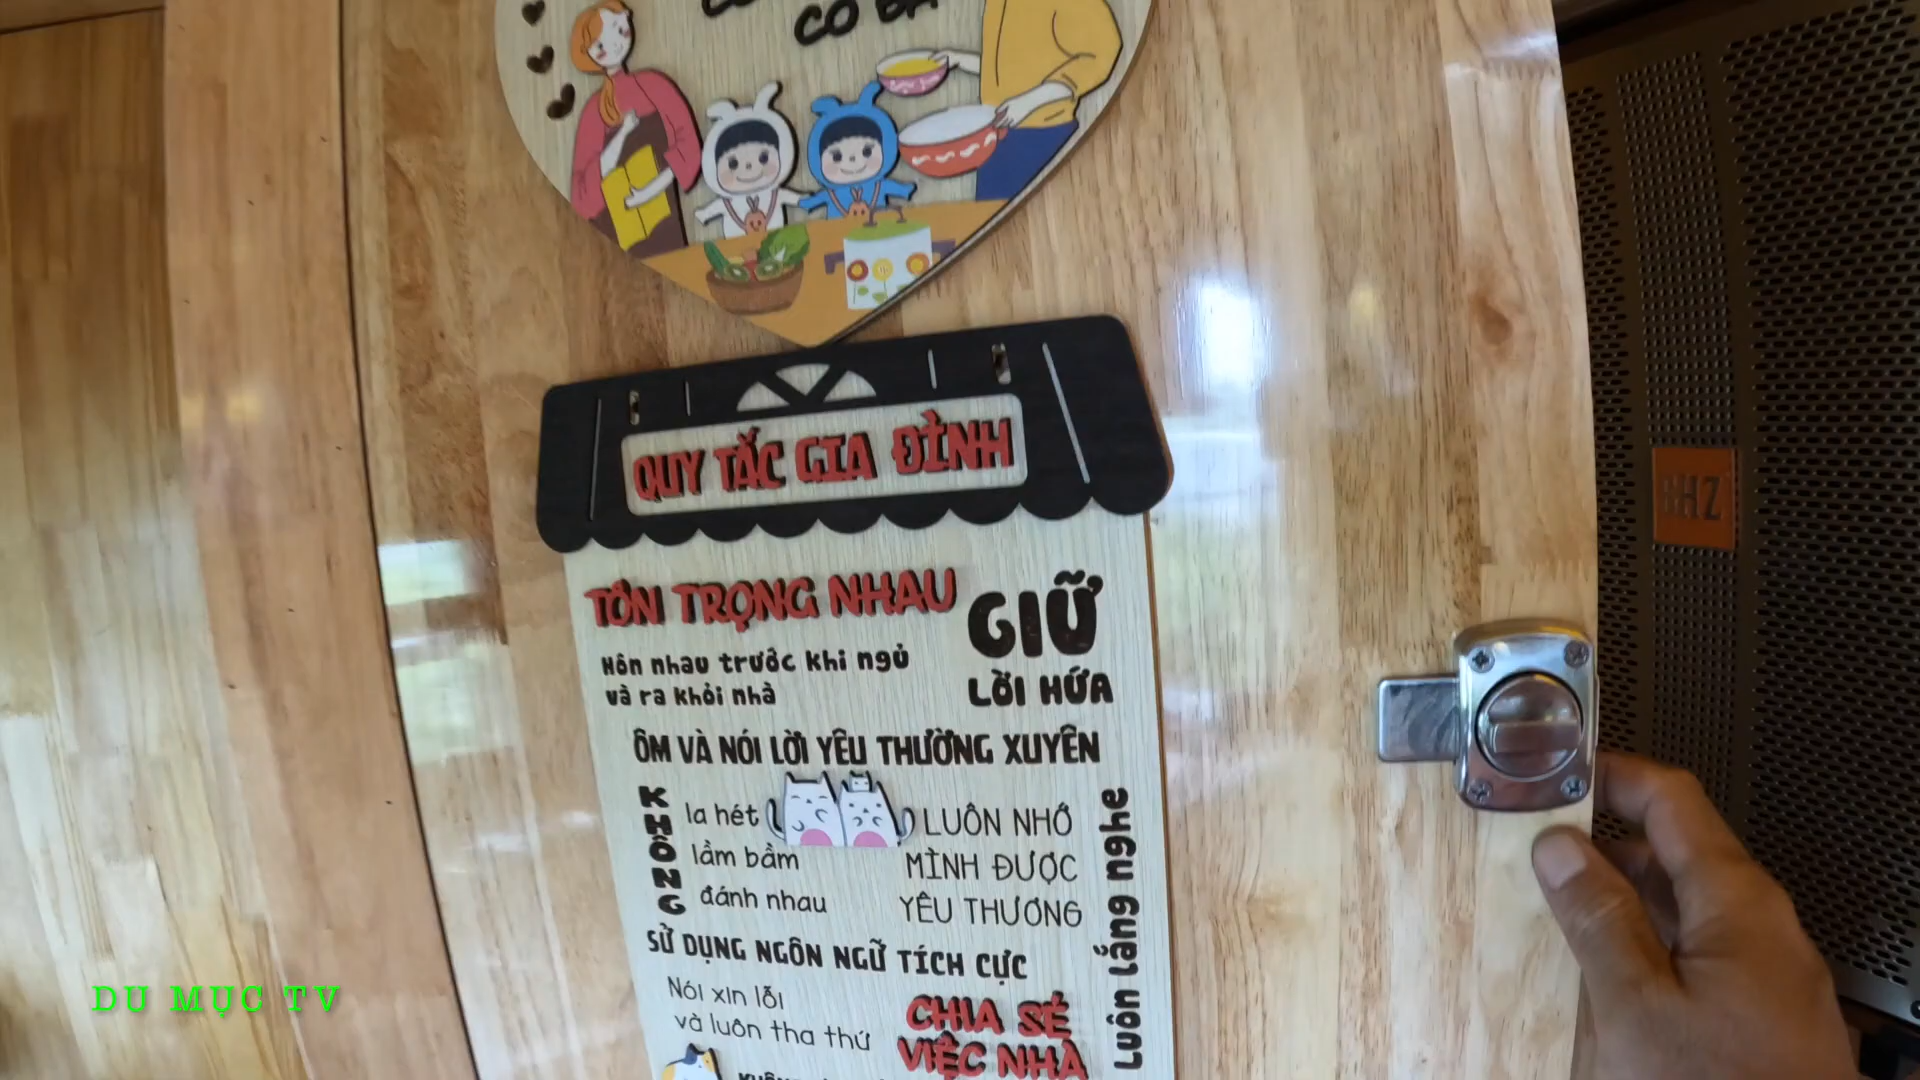 CÓ
QUY TẮC GIA ĐÌNH
TÔN TRỌNG NHAU
GIỮ
LỜI HỨA
Hôn nhau trước khi ngủ
và ra khỏi nhà
ÔM VÀ NÓI LỜI YÊU THƯỜNG XUYÊN
KHÔNG
la hét
lầm bầm
đánh nhau
LUÔN NHỚ
MÌNH ĐƯỢC
YÊU THƯƠNG
Luôn lắng nghe
SỬ DỤNG NGÔN NGỮ TÍCH CỰC
Nói xin lỗi
và luôn tha thứ
CHIA SẺ
VIỆC NHÀ
DU MỤC TV